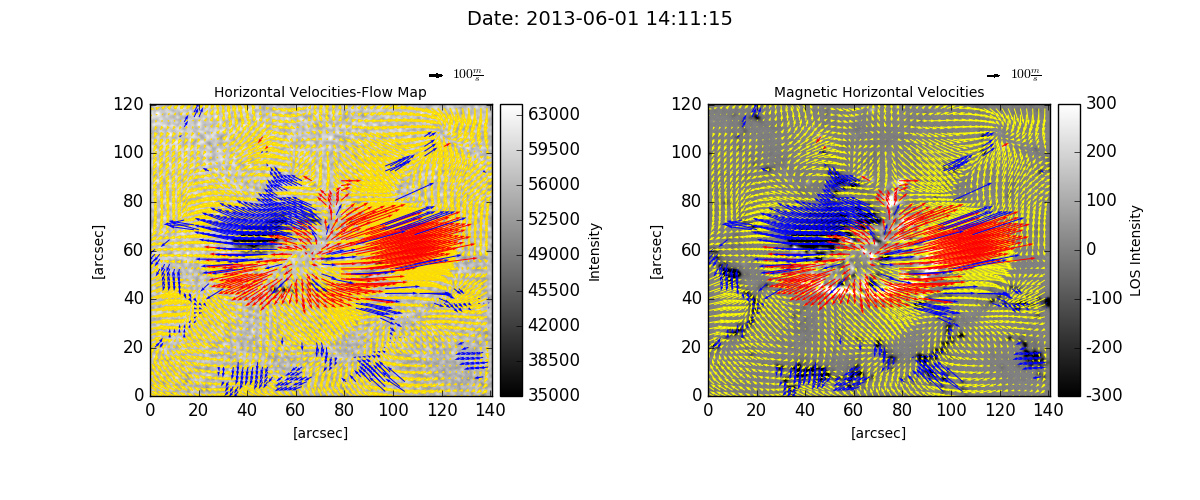 Date: 2013-06-01 14:11:15
100 m/s
Horizontal Velocities-Flow Map
120
100
80
60
40
20
0
[arcsec]
0 20 40 60 80 100 120 140
[arcsec]
63000
59500
56000
52500
49000
45500
42000
38500
35000
Intensity
100 m/s
Magnetic Horizontal Velocities
120
100
80
60
40
20
0
[arcsec]
0 20 40 60 80 100 120 140
[arcsec]
300
200
100
0
-100
-200
-300
LOS Intensity